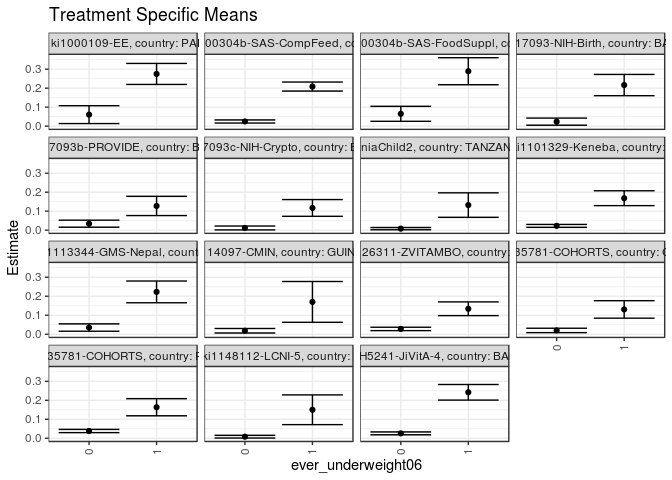 Treatment Specific Means
ki1000109-EE, country: PA
00304b-SAS-CompFeed, co
00304b-SAS-FoodSuppl, co
17093-NIH-Birth, country: BA
0.3
0.2
0.1
0.0
7093b-PROVIDE, country: B
7093c-NIH-Crypto, country: B
niaChild2, country: TANZAN
i1101329-Keneba, country:
0.3
0.2
0.1
0.0
1113344-GMS-Nepal, count
14097-CMIN, country: GUIN
26311-ZVITAMBO, country:
35781-COHORTS, country: G
0.3
0.2
0.1
0.0
0
1
35781-COHORTS, country: P
ki1148112-LCNI-5, country:
H5241-JiVitA-4, country: BA
0.3
0.2
0.1
0.0
0
1
0
1
0
1
Estimate
ever_underweight06